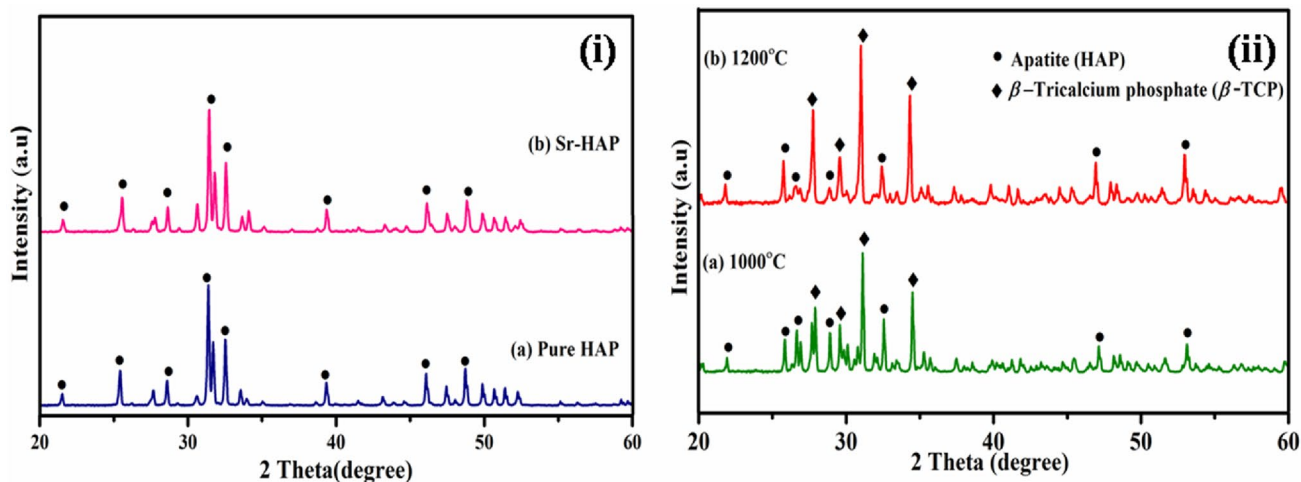 (i)
(b) Sr-HAP
(a) Pure HAP
Intensity (a.u)
20 30 40 50 60
2 Theta(degree)
(ii)
(b) 1200°C
Apatite (HAP)
β–Tricalcium phosphate (β-TCP)
(a) 1000°C
Intensity (a.u)
20 30 40 50 60
2 Theta (degree)